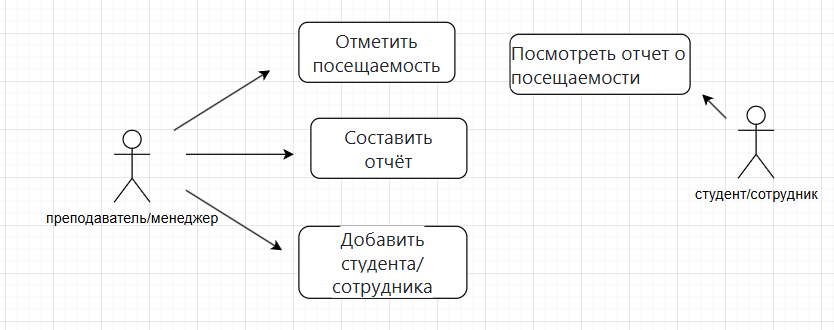 Отметить
посещаемость
Посмотреть отчет о
посещаемости
Составить
отчёт
студент/сотрудник
преподаватель/менеджер
Добавить
студента/
сотрудника